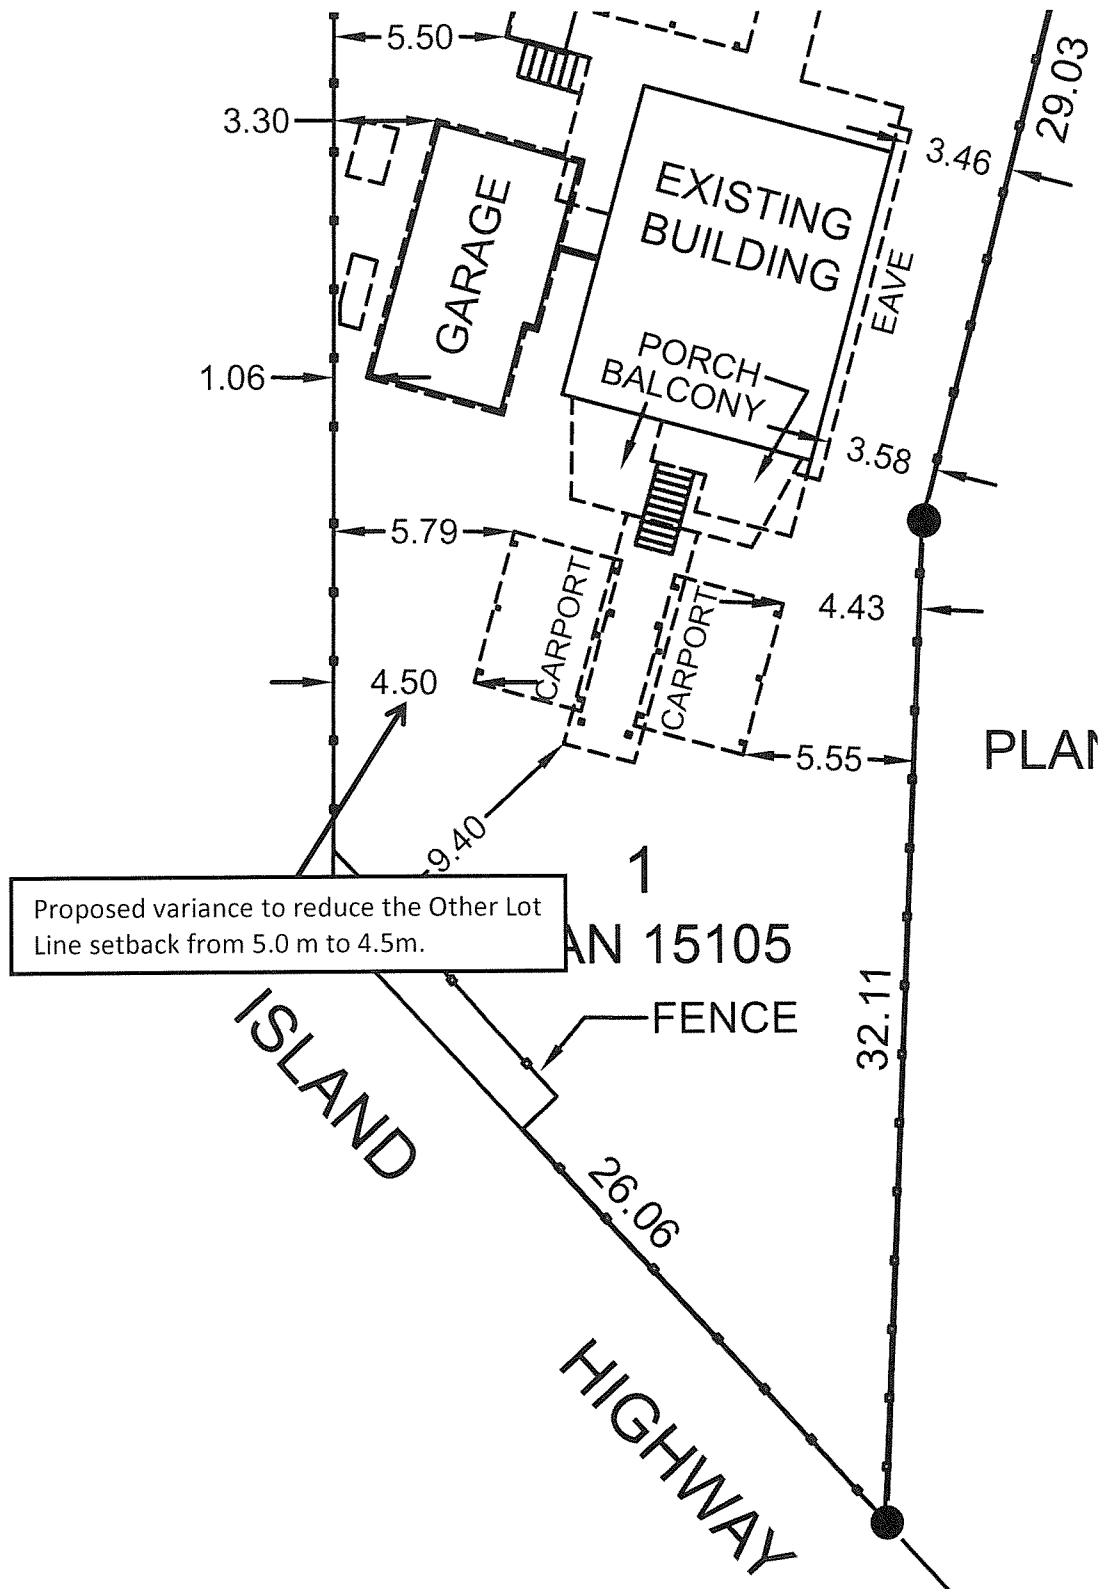 5.50
29.03
3.30
3.46
EXISTING
BUILDING
GARAGE
EAVE
PORCH
BALCONY
1.06
3.58
5.79
CARPORT
CARPORT
4.43
4.50
5.55
PLAN
9.40
1
Proposed variance to reduce the Other Lot
Line setback from 5.0 m to 4.5m.
AN 15105
FENCE
32.11
ISLAND
26.06
HIGHWAY